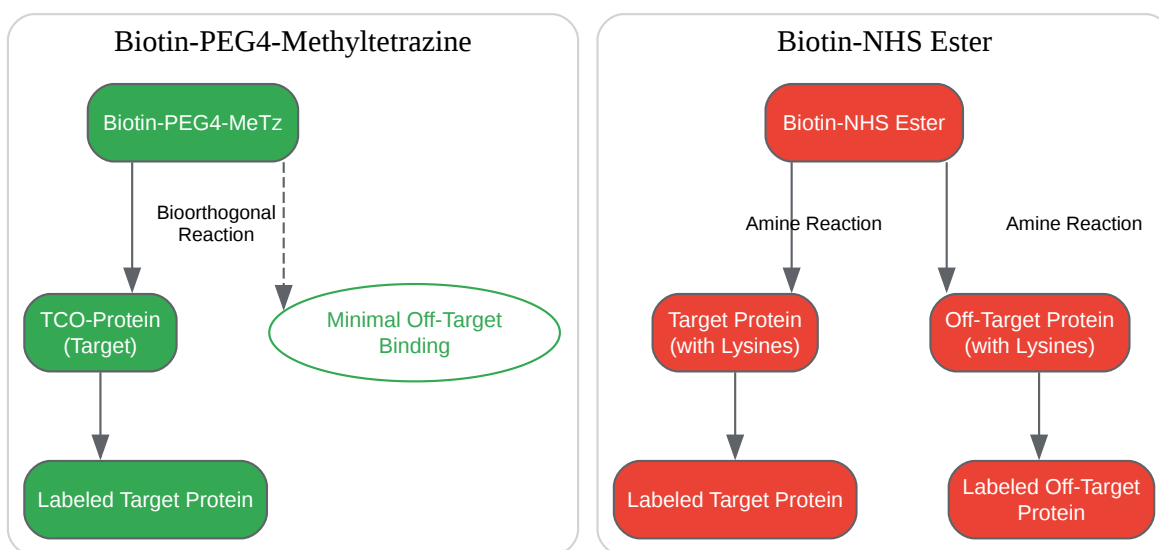 Biotin-PEG4-Methyltetrazine
Biotin-PEG4-MeTz
Bioorthogonal
Reaction
TCO-Protein
(Target)
Minimal Off-Target
Binding
Labeled Target Protein
Biotin-NHS Ester
Biotin-NHS Ester
Amine Reaction
Amine Reaction
Target Protein
(with Lysines)
Off-Target Protein
(with Lysines)
Labeled Target Protein
Labeled Off-Target
Protein